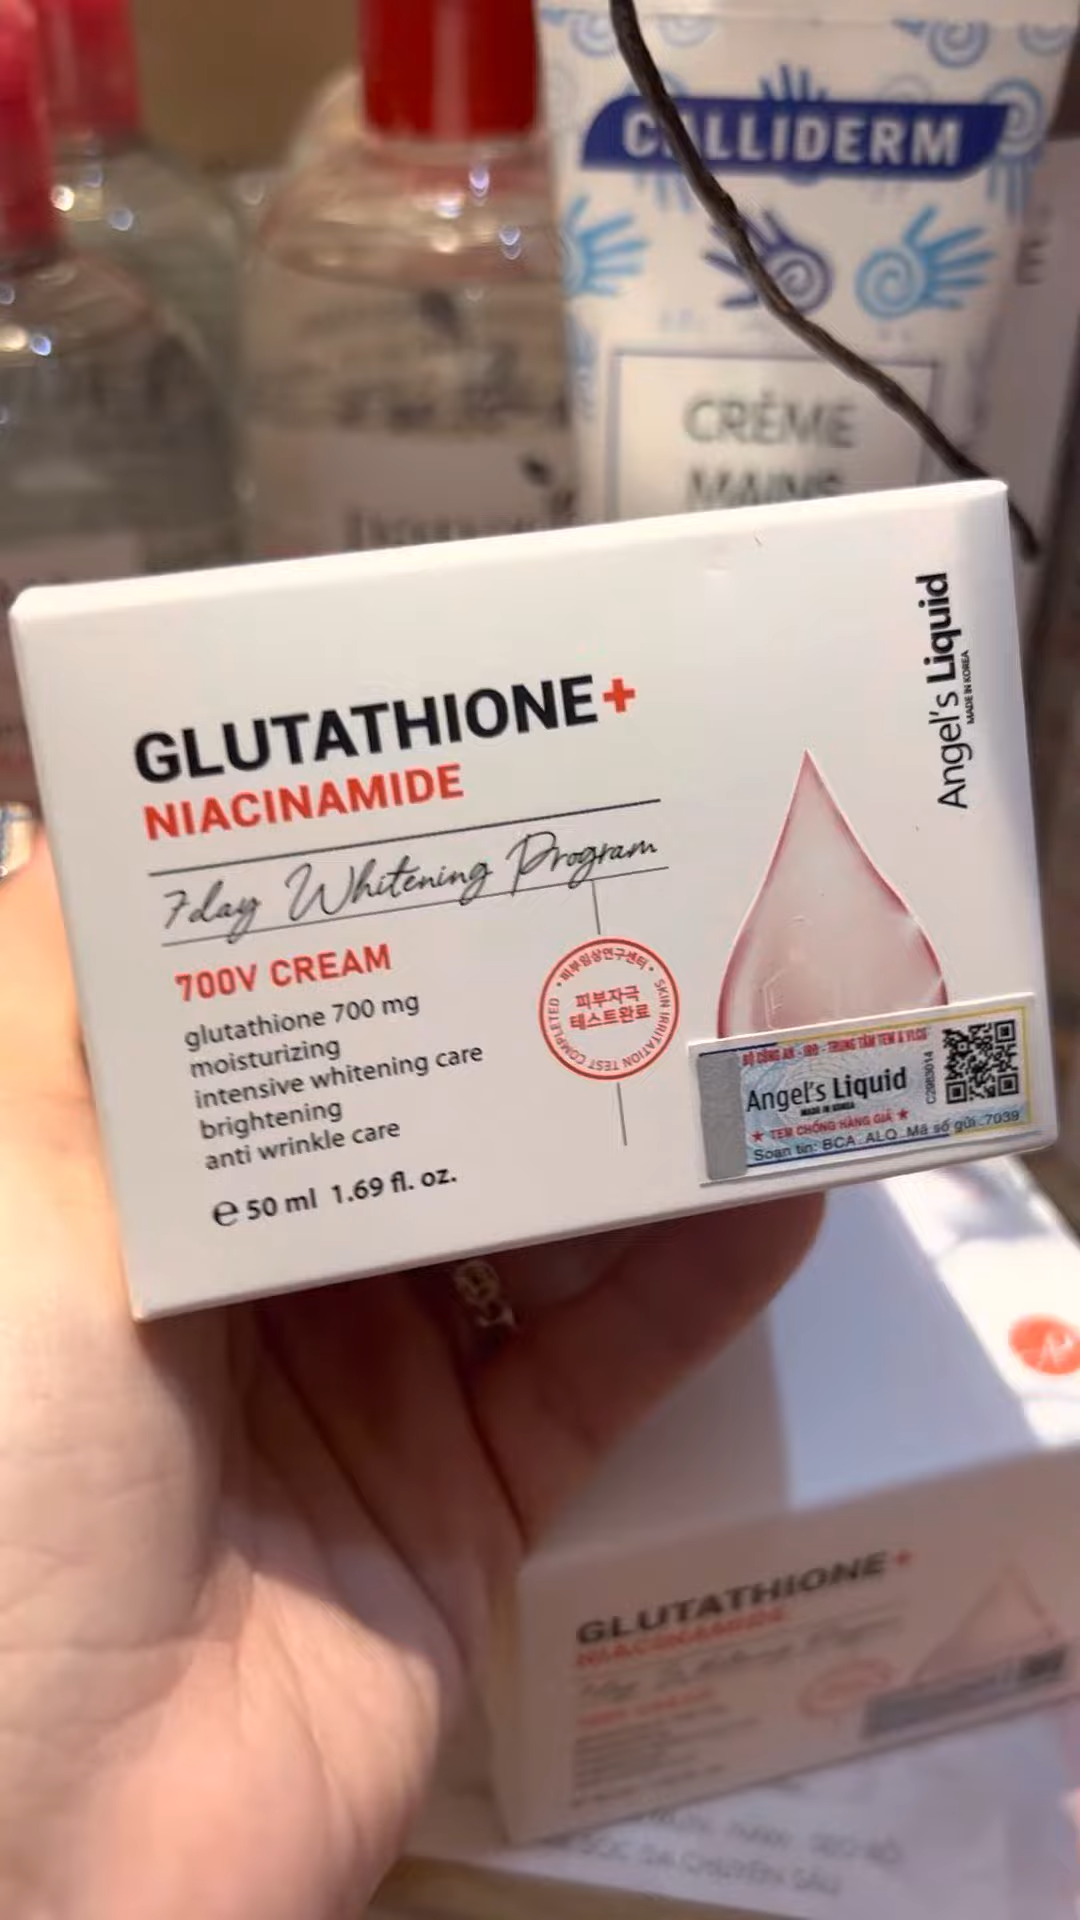 CALLIDERM
CRÈME
MAINS
Angel's Liquid
MADE IN KOREA
GLUTATHIONE+
NIACINAMIDE
7day Whitening Program
700V CREAM
glutathione 700 mg
moisturizing
intensive whitening care
brightening
anti wrinkle care
℮ 50 ml 1.69 fl. oz.
• 피부임상연구센터 •
피부자극
테스트완료
SKIN IRRITATION TEST COMPLETED
BỘ CÔNG AN - - TRUNG TÂM TEM & VLCG
Angel's Liquid
MADE IN KOREA
★ TEM CHỐNG HÀNG GIẢ ★
Soạn tin: BCA ALQ Mã số gửi 7039
C2983014
GLUTATHIONE+
NIACINAMIDE